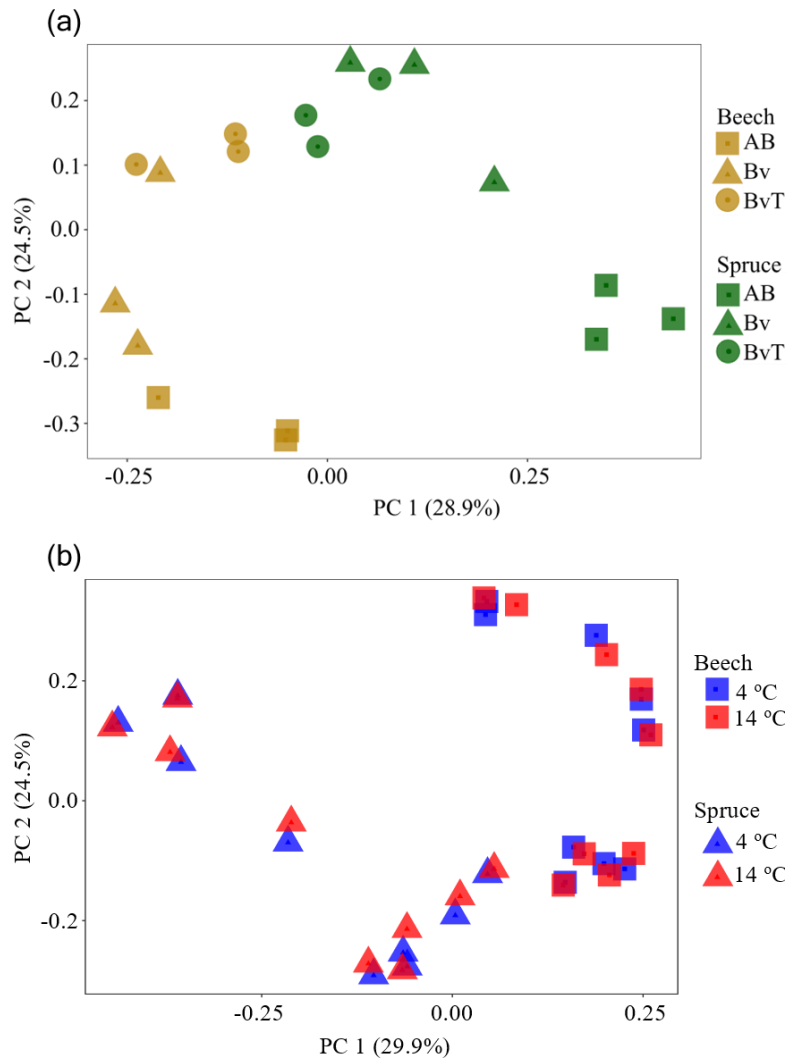 (a)
0.2
0.1
0.0
-0.1
-0.2
-0.3
PC 2 (24.5%)
-0.25
0.00
0.25
PC 1 (28.9%)
Beech
AB
Bv
BvT
Spruce
AB
Bv
BvT
(b)
0.2
0.0
-0.2
PC 2 (24.5%)
-0.25
0.00
0.25
PC 1 (29.9%)
Beech
4 ºC
14 ºC
Spruce
4 ºC
14 ºC